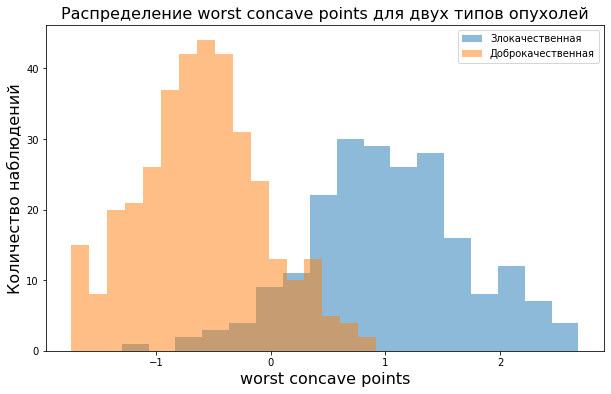 Распределение worst concave points для двух типов опухолей
Злокачественная
Доброкачественная
Количество наблюдений
40
30
20
10
0
−1
0
1
2
worst concave points